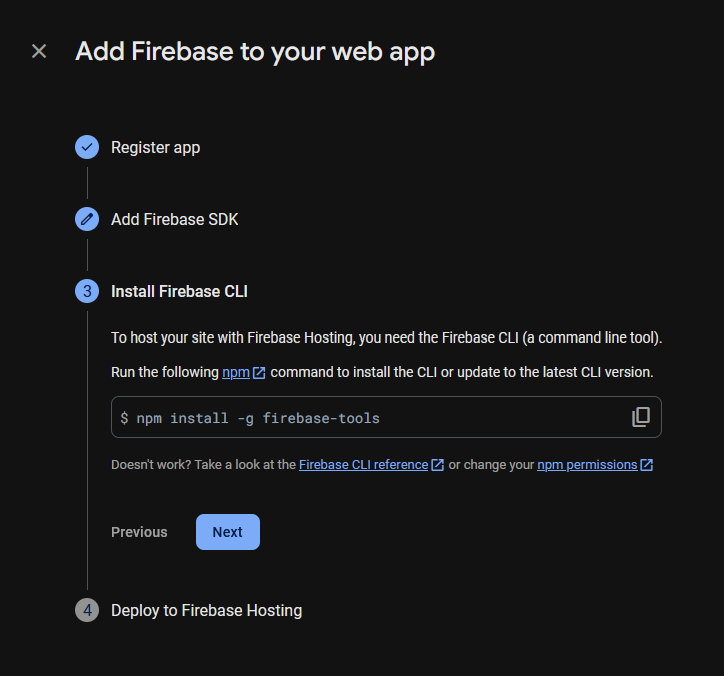 Add Firebase to your web app
Register app
Add Firebase SDK
3 Install Firebase CLI
To host your site with Firebase Hosting, you need the Firebase CLI (a command line tool).
Run the following npm command to install the CLI or update to the latest CLI version.
$ npm install -g firebase-tools
Doesn't work? Take a look at the Firebase CLI reference or change your npm permissions
Previous Next
4 Deploy to Firebase Hosting